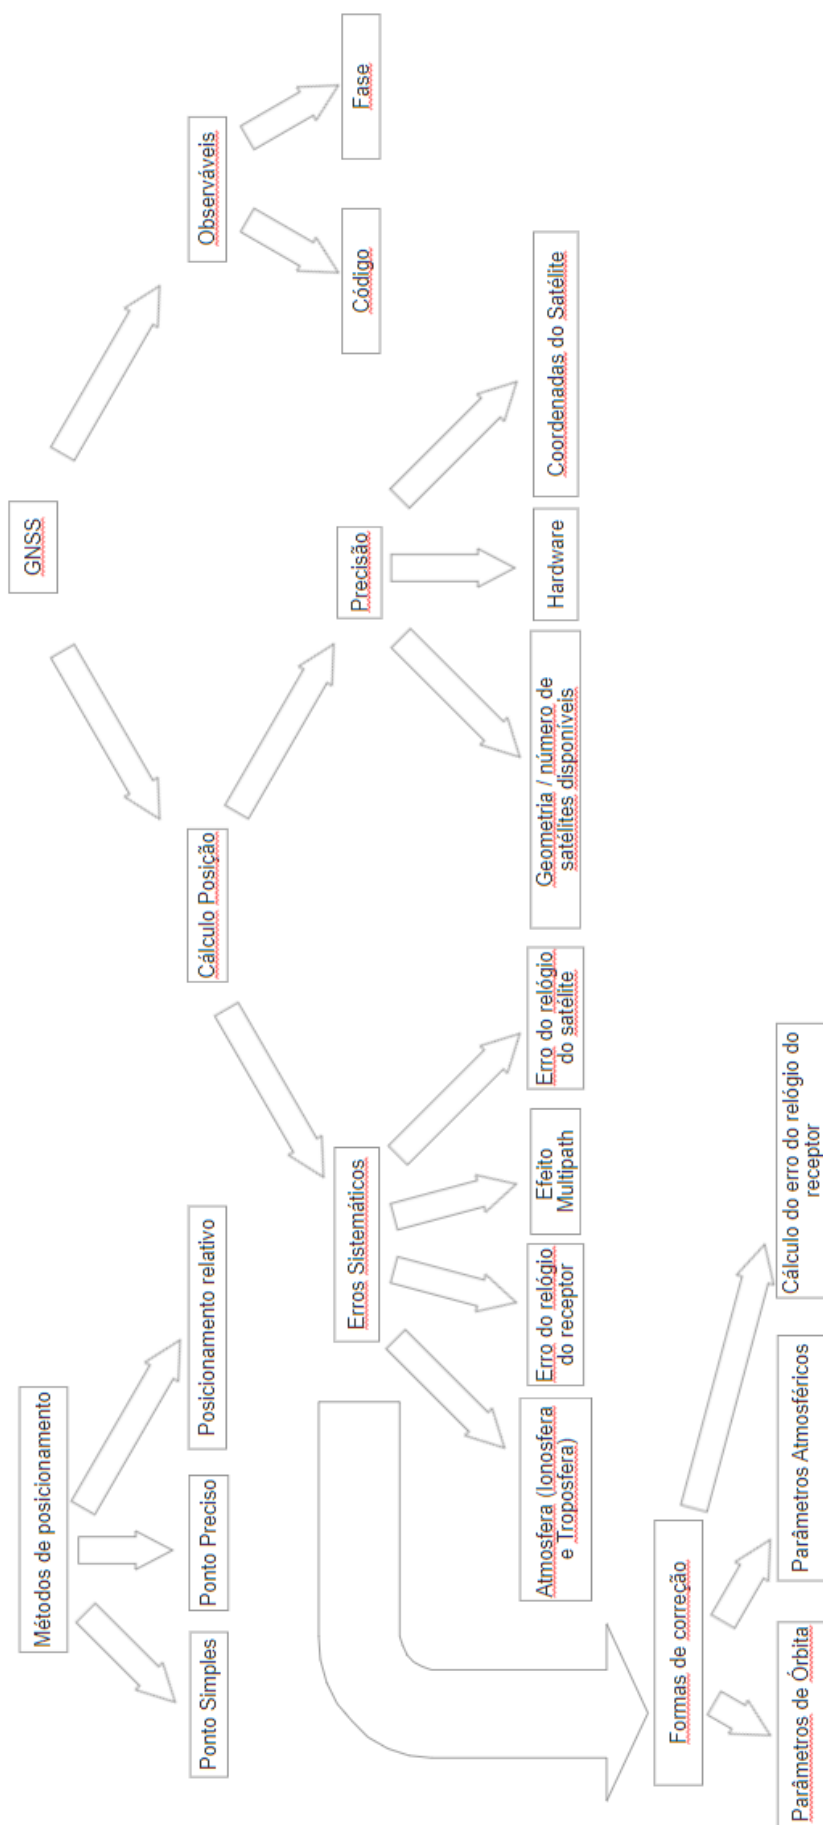 GNSS
Métodos de posicionamento
Cálculo Posição
Observáveis
Ponto Simples
Ponto Preciso
Posicionamento relativo
Erros Sistemáticos
Precisão
Código
Fase
Atmosfera (Ionosfera
e Troposfera)
Erro do relógio
do receptor
Efeito
Multipath
Erro do relógio
do satélite
Geometria / número de
satélites disponíveis
Hardware
Coordenadas do Satélite
Formas de correção
Parâmetros de Órbita
Parâmetros Atmosféricos
Cálculo do erro do relógio do
receptor